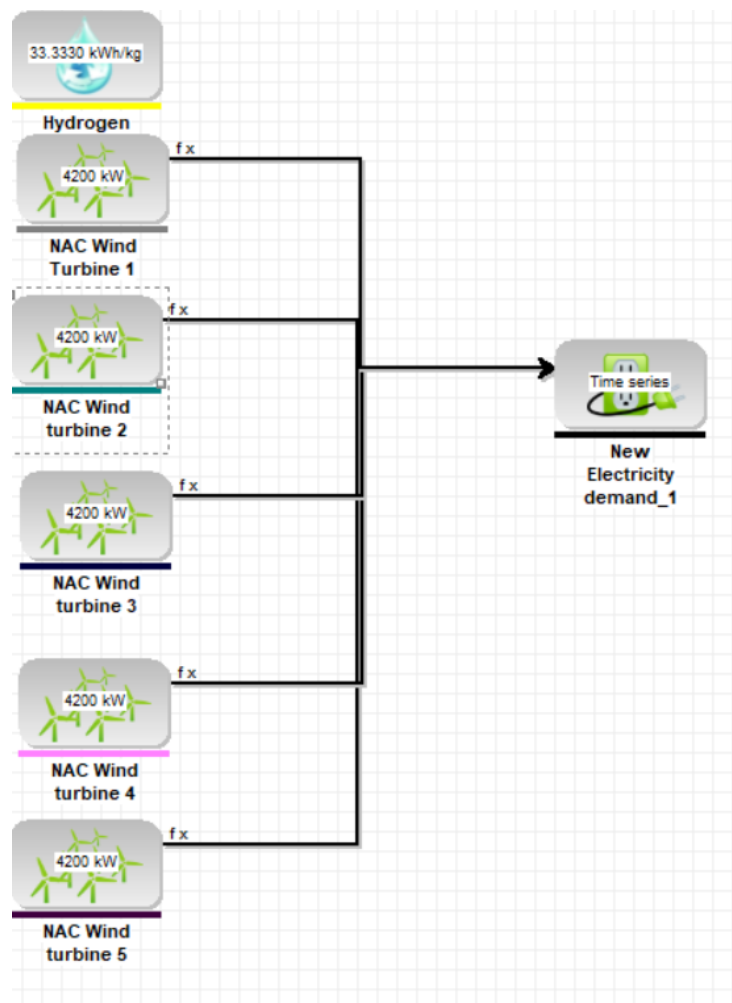 33.3330 kWh/kg
Hydrogen
f x
4200 kW
NAC Wind
Turbine 1
f x
4200 kW
NAC Wind
turbine 2
Time series
New
Electricity
demand_1
f x
4200 kW
NAC Wind
turbine 3
f x
4200 kW
NAC Wind
turbine 4
f x
4200 kW
NAC Wind
turbine 5